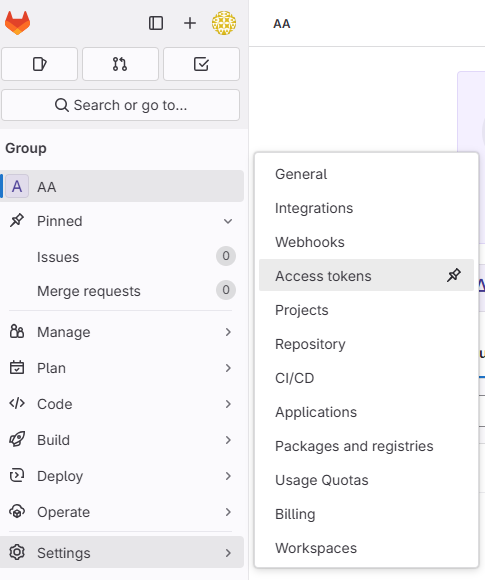 AA
Search or go to...
Group
A AA
Pinned
Issues 0
Merge requests 0
Manage
Plan
Code
Build
Deploy
Operate
Settings
General
Integrations
Webhooks
Access tokens
Projects
Repository
CI/CD
Applications
Packages and registries
Usage Quotas
Billing
Workspaces